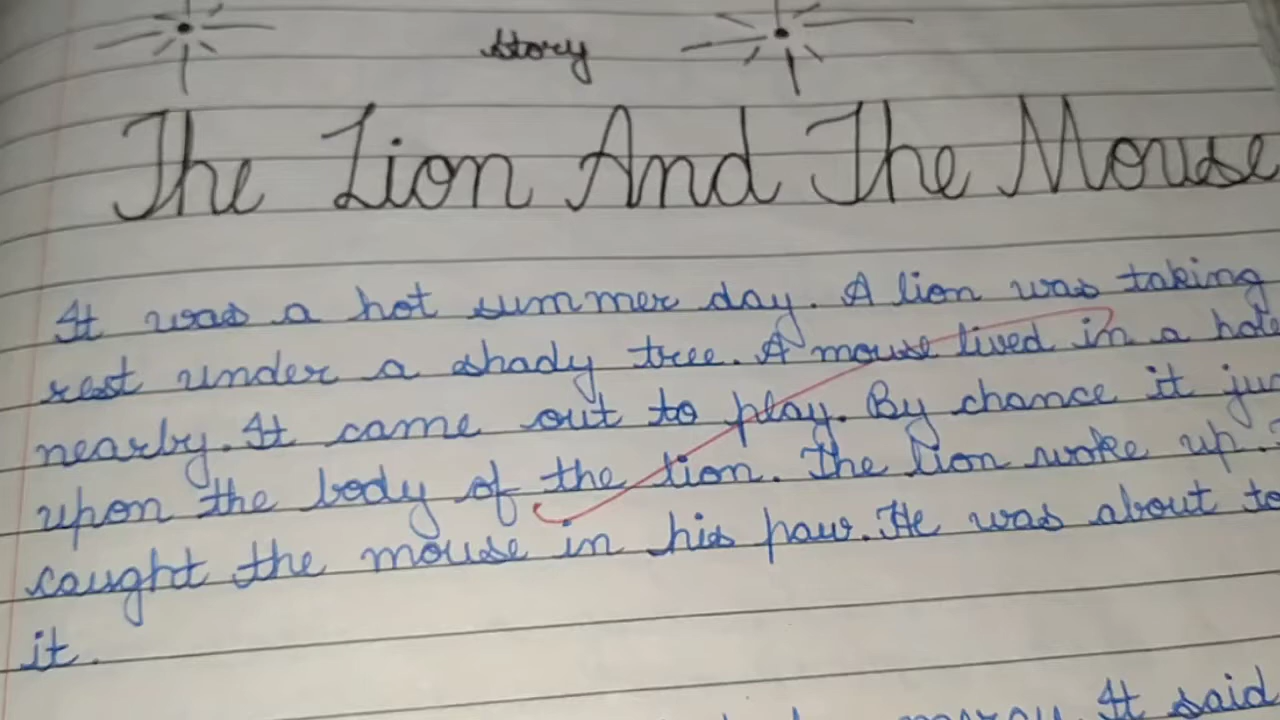 Story
The Lion And The Mouse
It was a hot summer day. A lion was taking
rest under a shady tree. A mouse lived in a hole
nearby. It came out to play. By chance it
upon the body of the lion. The lion woke up.
caught the mouse in his paw. He was about to
it.
mercy. It said